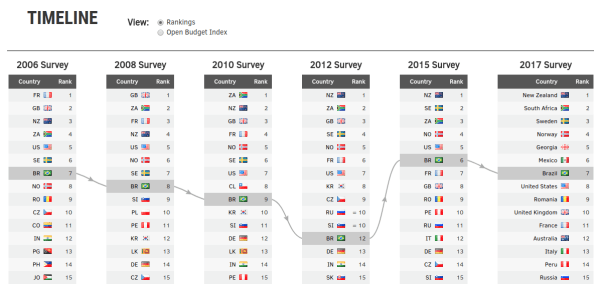 TIMELINE
View:
Rankings
Open Budget Index
2006 Survey
Country Rank
FR 1
GB 2
NZ 3
ZA 4
US 5
SE 6
BR 7
NO 8
RO 9
CZ 10
CO 11
IN 12
PG 13
PH 14
JO 15
2008 Survey
Country Rank
GB 1
ZA 2
FR 3
NZ 4
US 5
NO 6
SE 7
BR 8
SI 9
PL 10
PE 11
KR 12
LK 13
DE 14
CZ 15
2010 Survey
Country Rank
ZA 1
NZ 2
GB 3
FR 4
NO 5
SE 6
US 7
CL 8
BR 9
KR 10
SI 11
DE 12
LK 13
IN 14
PE 15
2012 Survey
Country Rank
NZ 1
ZA 2
GB 3
SE 4
NO 5
FR 6
US 7
KR 8
CZ 9
RU = 10
SI = 10
BR 12
DE 13
IN 14
SK 15
2015 Survey
Country Rank
NZ 1
SE 2
ZA 3
NO 4
US 5
BR 6
FR 7
GB 8
RO 9
PE 10
RU 11
IT 12
DE 13
CZ 14
SI 15
2017 Survey
Country Rank
New Zealand 1
South Africa 2
Sweden 3
Norway 4
Georgia 5
Mexico 6
Brazil 7
United States 8
Romania 9
United Kingdom 10
France 11
Australia 12
Italy 13
Peru 14
Russia 15